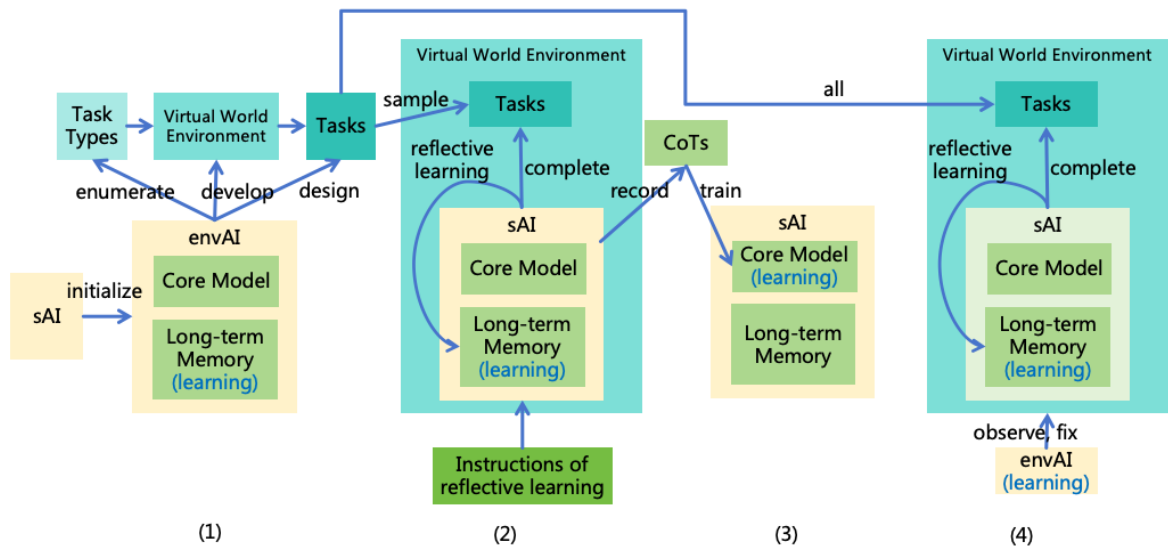 Task
Types
Virtual World
Environment
Tasks
enumerate
develop
design
envAI
Core Model
Long-term
Memory
(learning)
sAI
initialize
(1)
sample
Virtual World Environment
Tasks
reflective
learning
complete
sAI
Core Model
Long-term
Memory
(learning)
Instructions of
reflective learning
(2)
record
CoTs
train
sAI
Core Model
(learning)
Long-term
Memory
(3)
all
Virtual World Environment
Tasks
reflective
learning
complete
sAI
Core Model
Long-term
Memory
(learning)
observe, fix
envAI
(learning)
(4)